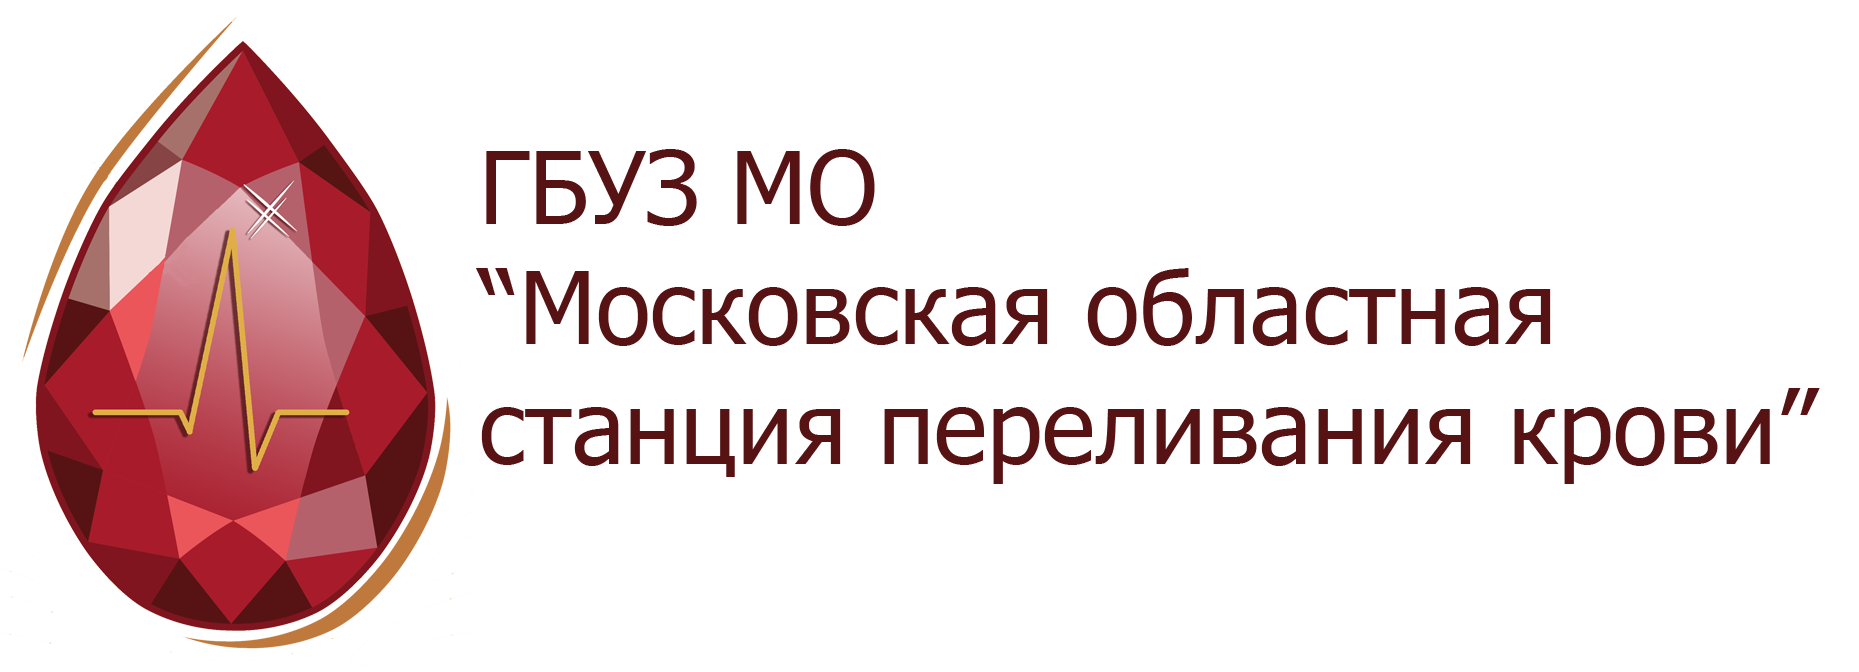 ГБУЗ МО
“Московская областная
станция переливания крови”